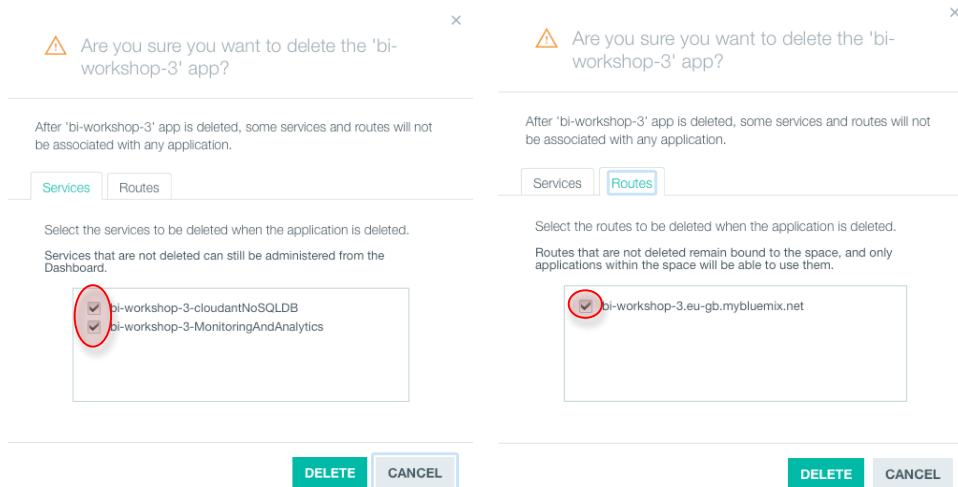 Are you sure you want to delete the 'bi-
workshop-3' app?
After 'bi-workshop-3' app is deleted, some services and routes will not
be associated with any application.
Services Routes
Select the services to be deleted when the application is deleted.
Services that are not deleted can still be administered from the
Dashboard.
bi-workshop-3-cloudantNoSQLDB
bi-workshop-3-MonitoringAndAnalytics
DELETE CANCEL
Are you sure you want to delete the 'bi-
workshop-3' app?
After 'bi-workshop-3' app is deleted, some services and routes will not
be associated with any application.
Services Routes
Select the routes to be deleted when the application is deleted.
Routes that are not deleted remain bound to the space, and only
applications within the space will be able to use them.
bi-workshop-3.eu-gb.mybluemix.net
DELETE CANCEL